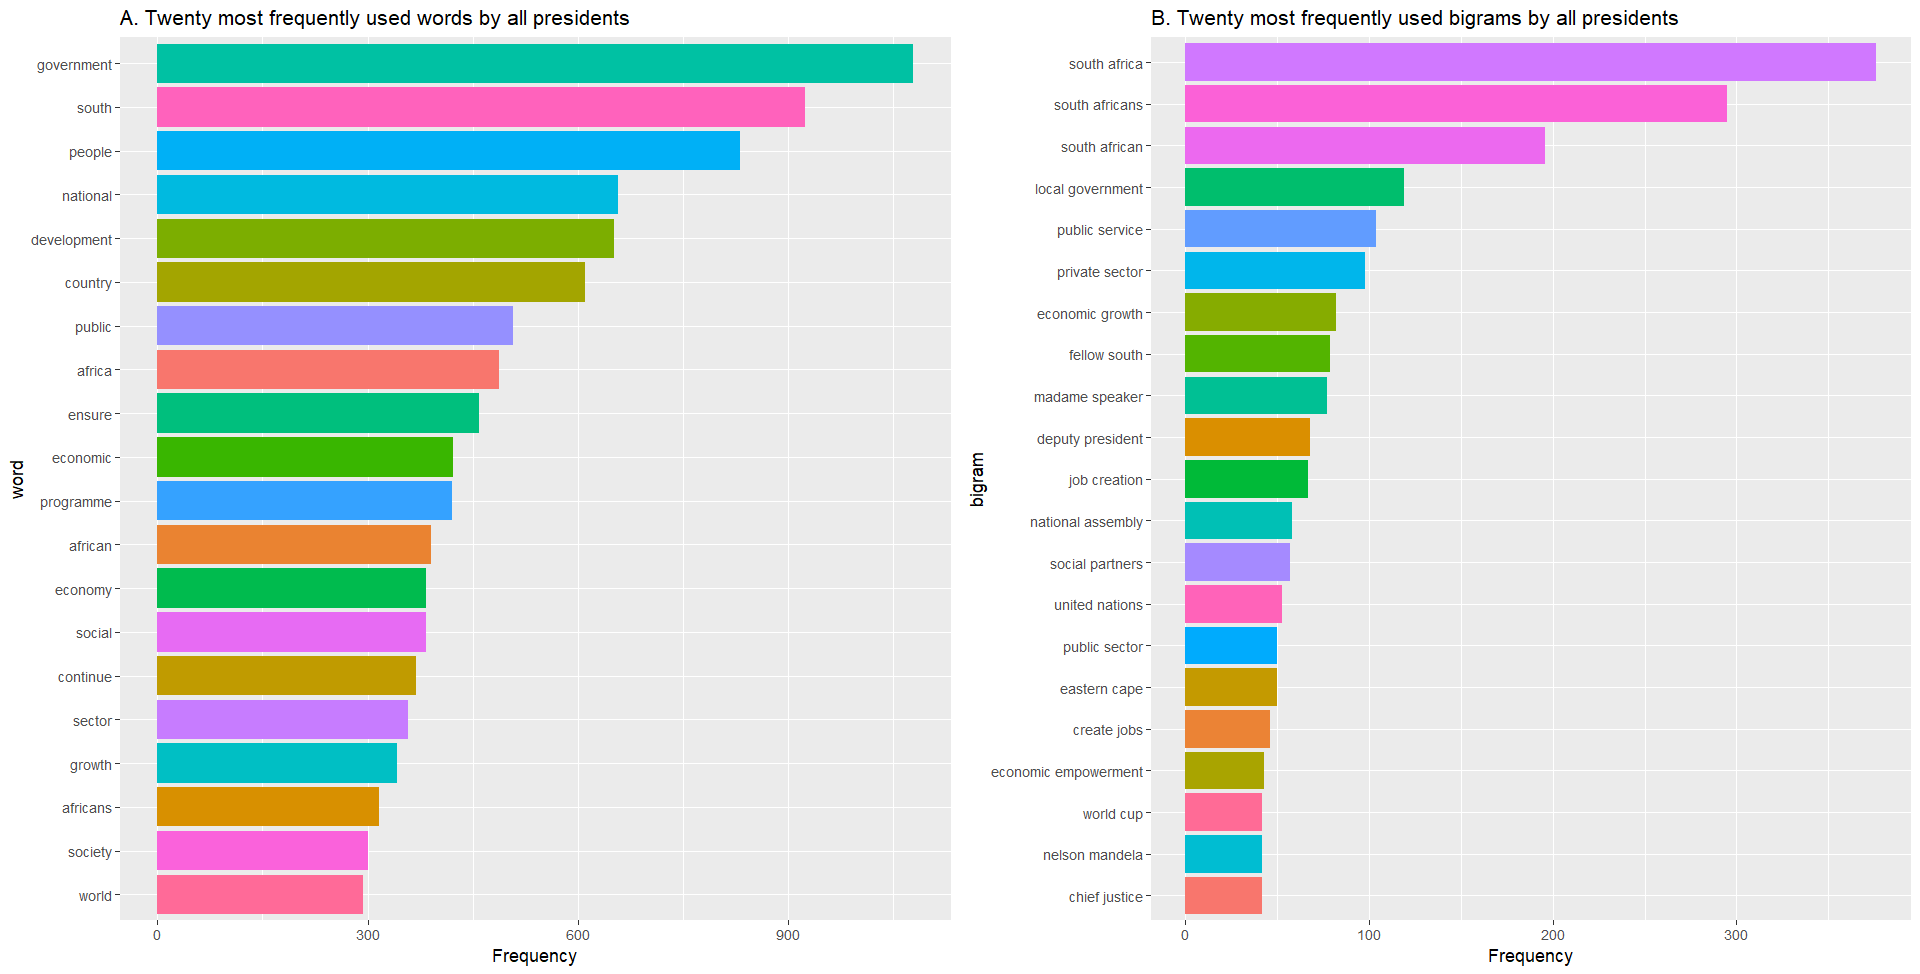 A. Twenty most frequently used words by all presidents
word
government
south
people
national
development
country
public
africa
ensure
economic
programme
african
economy
social
continue
sector
growth
africans
society
world
0 300 600 900
Frequency
B. Twenty most frequently used bigrams by all presidents
bigram
south africa
south africans
south african
local government
public service
private sector
economic growth
fellow south
madame speaker
deputy president
job creation
national assembly
social partners
united nations
public sector
eastern cape
create jobs
economic empowerment
world cup
nelson mandela
chief justice
0 100 200 300
Frequency